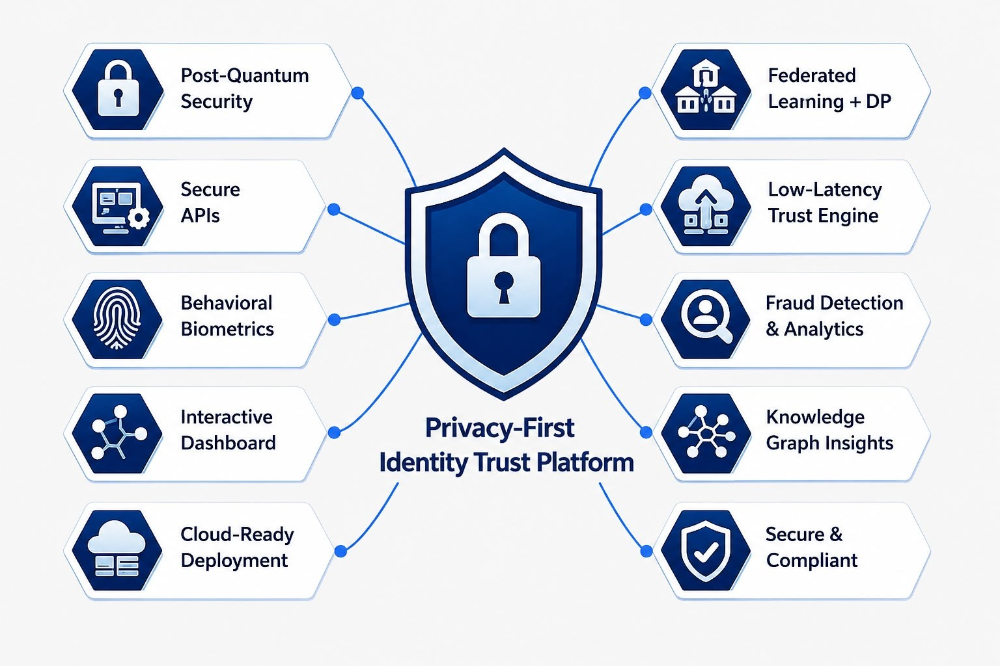 Post-Quantum
Security
Secure
APIs
Behavioral
Biometrics
Interactive
Dashboard
Cloud-Ready
Deployment
Privacy-First
Identity Trust Platform
Federated
Learning + DP
Low-Latency
Trust Engine
Fraud Detection
& Analytics
Knowledge
Graph Insights
Secure &
Compliant